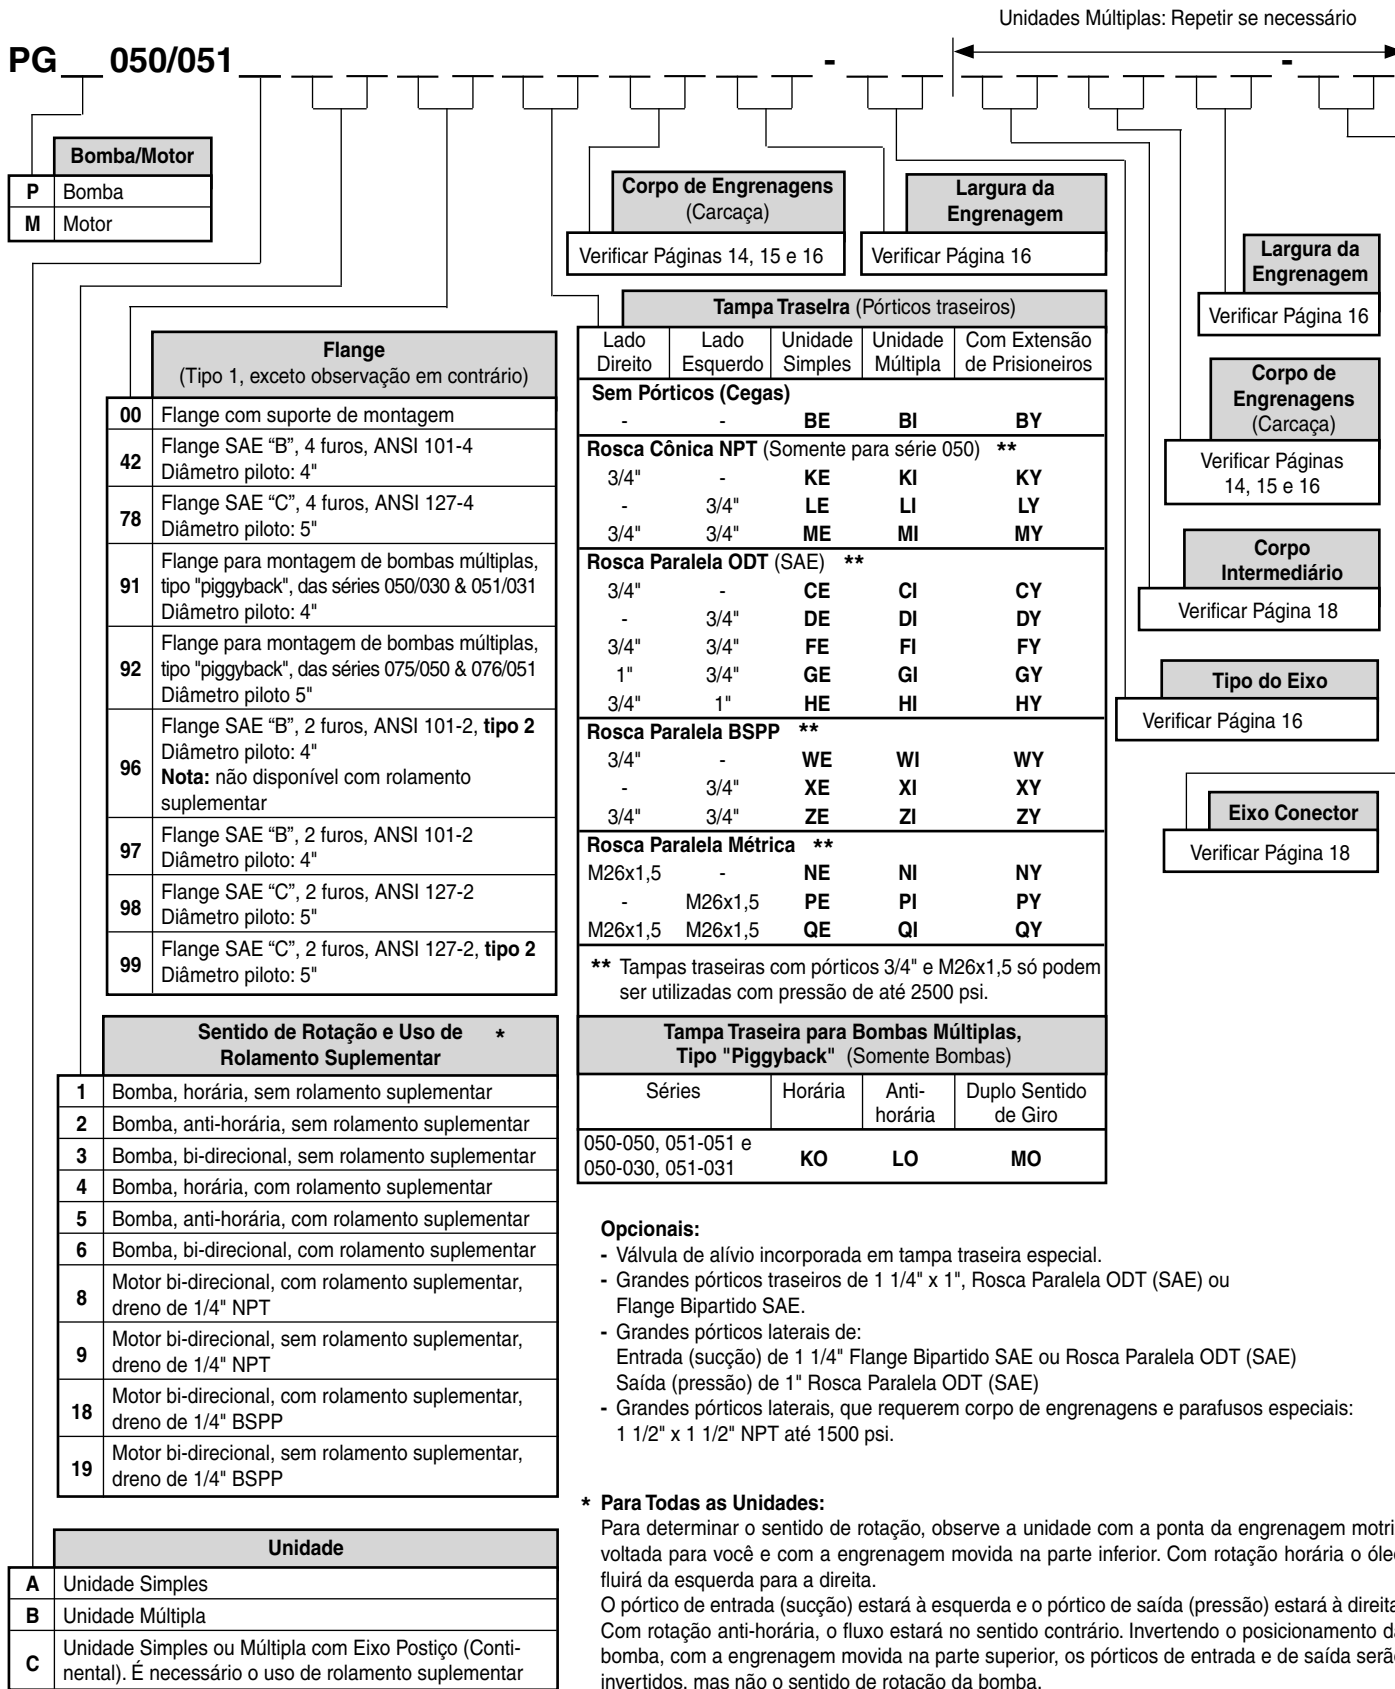 Unidades Múltiplas: Repetir se necessário
PG__ 050/051 __ __ __ __ __ __ __ __ __ __ __ - __ __ __ __ __ __ __ __ - __ __
Bomba/Motor
P Bomba
M Motor
Corpo de Engrenagens
(Carcaça)
Verificar Páginas 14, 15 e 16
Largura da
Engrenagem
Verificar Página 16
Largura da
Engrenagem
Verificar Página 16
Corpo de
Engrenagens
(Carcaça)
Verificar Páginas
14, 15 e 16
Corpo
Intermediário
Verificar Página 18
Tipo do Eixo
Verificar Página 16
Eixo Conector
Verificar Página 18
Flange
(Tipo 1, exceto observação em contrário)
00 Flange com suporte de montagem
42 Flange SAE “B”, 4 furos, ANSI 101-4
Diâmetro piloto: 4"
78 Flange SAE “C”, 4 furos, ANSI 127-4
Diâmetro piloto: 5"
91 Flange para montagem de bombas múltiplas,
tipo "piggyback", das séries 050/030 & 051/031
Diâmetro piloto: 4"
92 Flange para montagem de bombas múltiplas,
tipo "piggyback", das séries 075/050 & 076/051
Diâmetro piloto 5"
96 Flange SAE “B”, 2 furos, ANSI 101-2, tipo 2
Diâmetro piloto: 4"
Nota: não disponível com rolamento
suplementar
97 Flange SAE “B”, 2 furos, ANSI 101-2
Diâmetro piloto: 4"
98 Flange SAE “C”, 2 furos, ANSI 127-2
Diâmetro piloto: 5"
99 Flange SAE “C”, 2 furos, ANSI 127-2, tipo 2
Diâmetro piloto: 5"
Tampa TraseIra (Pórticos traseiros)
Lado Direito | Lado Esquerdo | Unidade Simples | Unidade Múltipla | Com Extensão de Prisioneiros
Sem Pórticos (Cegas)
- - BE BI BY
Rosca Cônica NPT (Somente para série 050) **
3/4" - KE KI KY
- 3/4" LE LI LY
3/4" 3/4" ME MI MY
Rosca Paralela ODT (SAE) **
3/4" - CE CI CY
- 3/4" DE DI DY
3/4" 3/4" FE FI FY
1" 3/4" GE GI GY
3/4" 1" HE HI HY
Rosca Paralela BSPP **
3/4" - WE WI WY
- 3/4" XE XI XY
3/4" 3/4" ZE ZI ZY
Rosca Paralela Métrica **
M26x1,5 - NE NI NY
- M26x1,5 PE PI PY
M26x1,5 M26x1,5 QE QI QY
** Tampas traseiras com pórticos 3/4" e M26x1,5 só podem
ser utilizadas com pressão de até 2500 psi.
Tampa Traseira para Bombas Múltiplas,
Tipo "Piggyback" (Somente Bombas)
Séries | Horária | Anti-horária | Duplo Sentido de Giro
050-050, 051-051 e
050-030, 051-031 KO LO MO
Sentido de Rotação e Uso de *
Rolamento Suplementar
1 Bomba, horária, sem rolamento suplementar
2 Bomba, anti-horária, sem rolamento suplementar
3 Bomba, bi-direcional, sem rolamento suplementar
4 Bomba, horária, com rolamento suplementar
5 Bomba, anti-horária, com rolamento suplementar
6 Bomba, bi-direcional, com rolamento suplementar
8 Motor bi-direcional, com rolamento suplementar,
dreno de 1/4" NPT
9 Motor bi-direcional, sem rolamento suplementar,
dreno de 1/4" NPT
18 Motor bi-direcional, com rolamento suplementar,
dreno de 1/4" BSPP
19 Motor bi-direcional, sem rolamento suplementar,
dreno de 1/4" BSPP
Unidade
A Unidade Simples
B Unidade Múltipla
C Unidade Simples ou Múltipla com Eixo Postiço (Conti-
nental). É necessário o uso de rolamento suplementar
Opcionais:
- Válvula de alívio incorporada em tampa traseira especial.
- Grandes pórticos traseiros de 1 1/4" x 1", Rosca Paralela ODT (SAE) ou
Flange Bipartido SAE.
- Grandes pórticos laterais de:
Entrada (sucção) de 1 1/4" Flange Bipartido SAE ou Rosca Paralela ODT (SAE)
Saída (pressão) de 1" Rosca Paralela ODT (SAE)
- Grandes pórticos laterais, que requerem corpo de engrenagens e parafusos especiais:
1 1/2" x 1 1/2" NPT até 1500 psi.
* Para Todas as Unidades:
Para determinar o sentido de rotação, observe a unidade com a ponta da engrenagem motri
voltada para você e com a engrenagem movida na parte inferior. Com rotação horária o óle
fluirá da esquerda para a direita.
O pórtico de entrada (sucção) estará à esquerda e o pórtico de saída (pressão) estará à direita
Com rotação anti-horária, o fluxo estará no sentido contrário. Invertendo o posicionamento d
bomba, com a engrenagem movida na parte superior, os pórticos de entrada e de saída serã
invertidos, mas não o sentido de rotação da bomba.